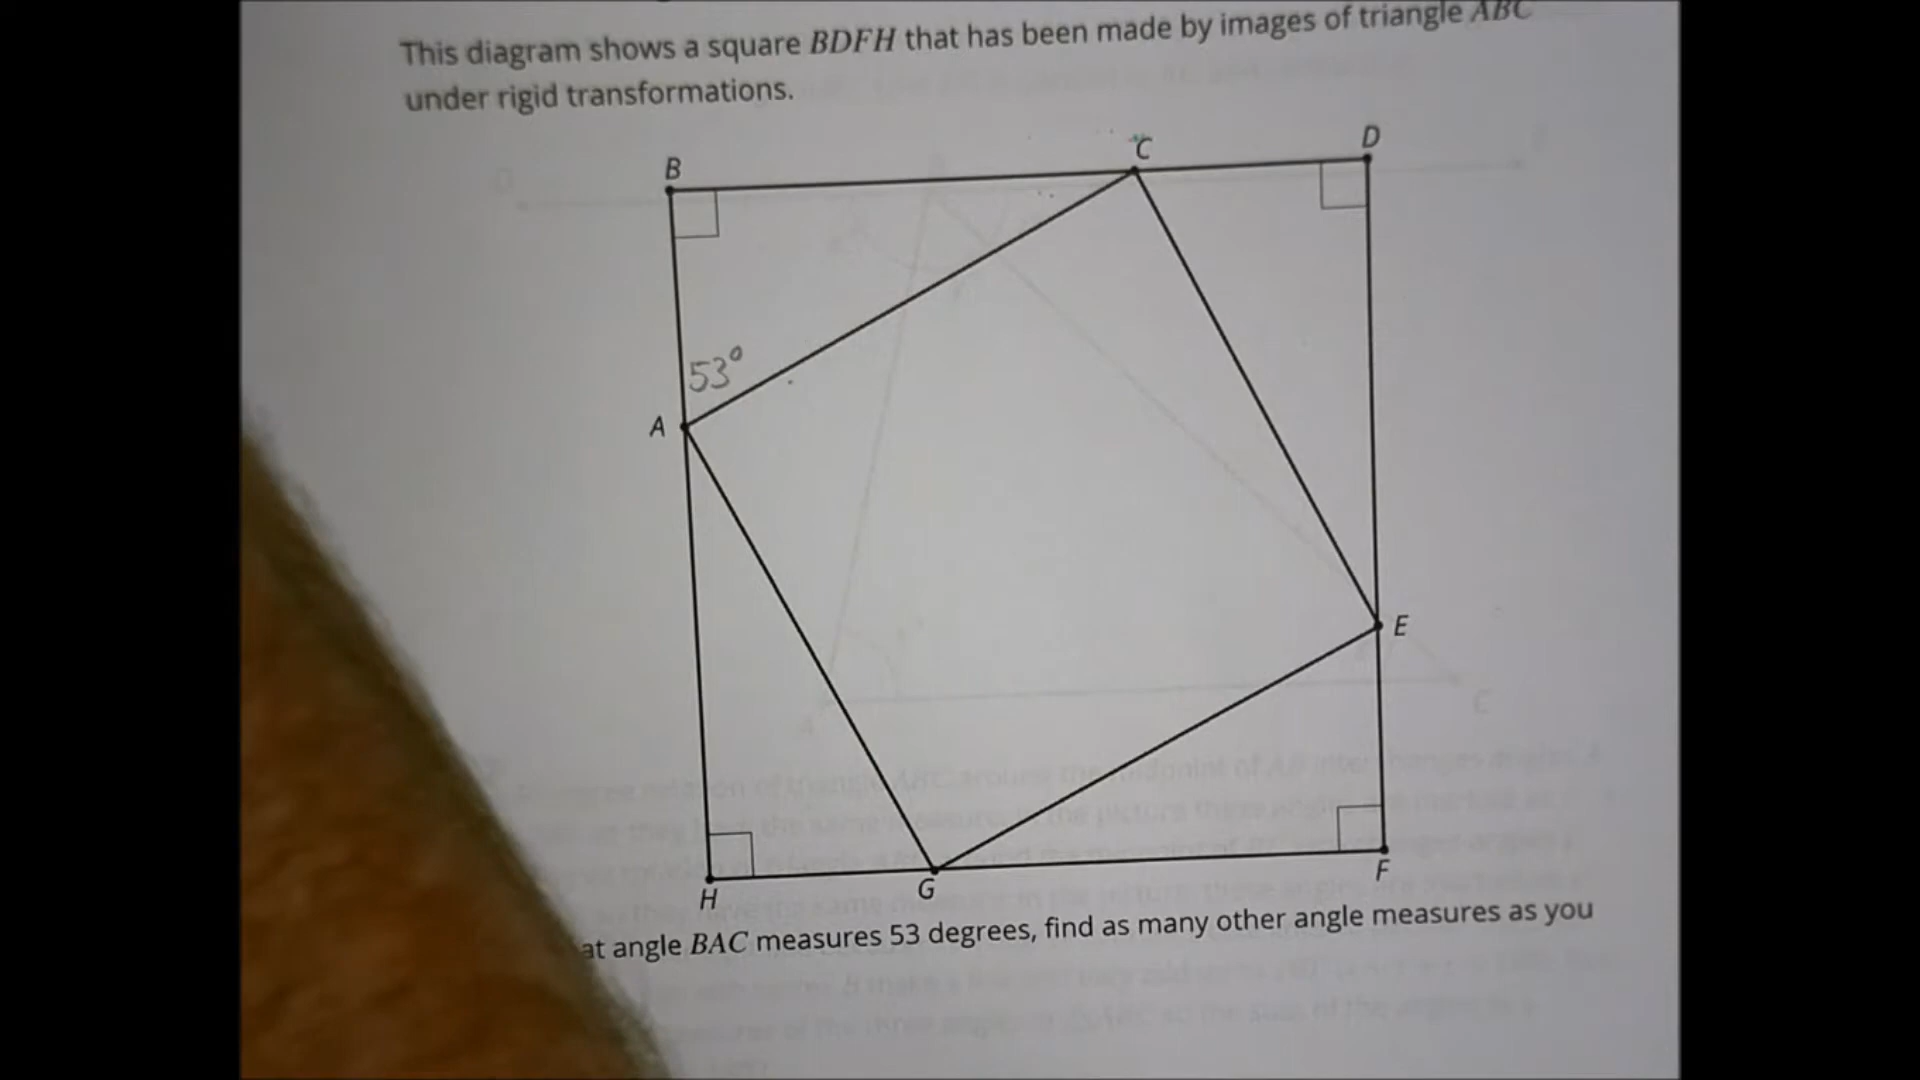 This diagram shows a square BDFH that has been made by images of triangle ABC
under rigid transformations.
B
C
D
53°
A
E
H
G
F
at angle BAC measures 53 degrees, find as many other angle measures as you